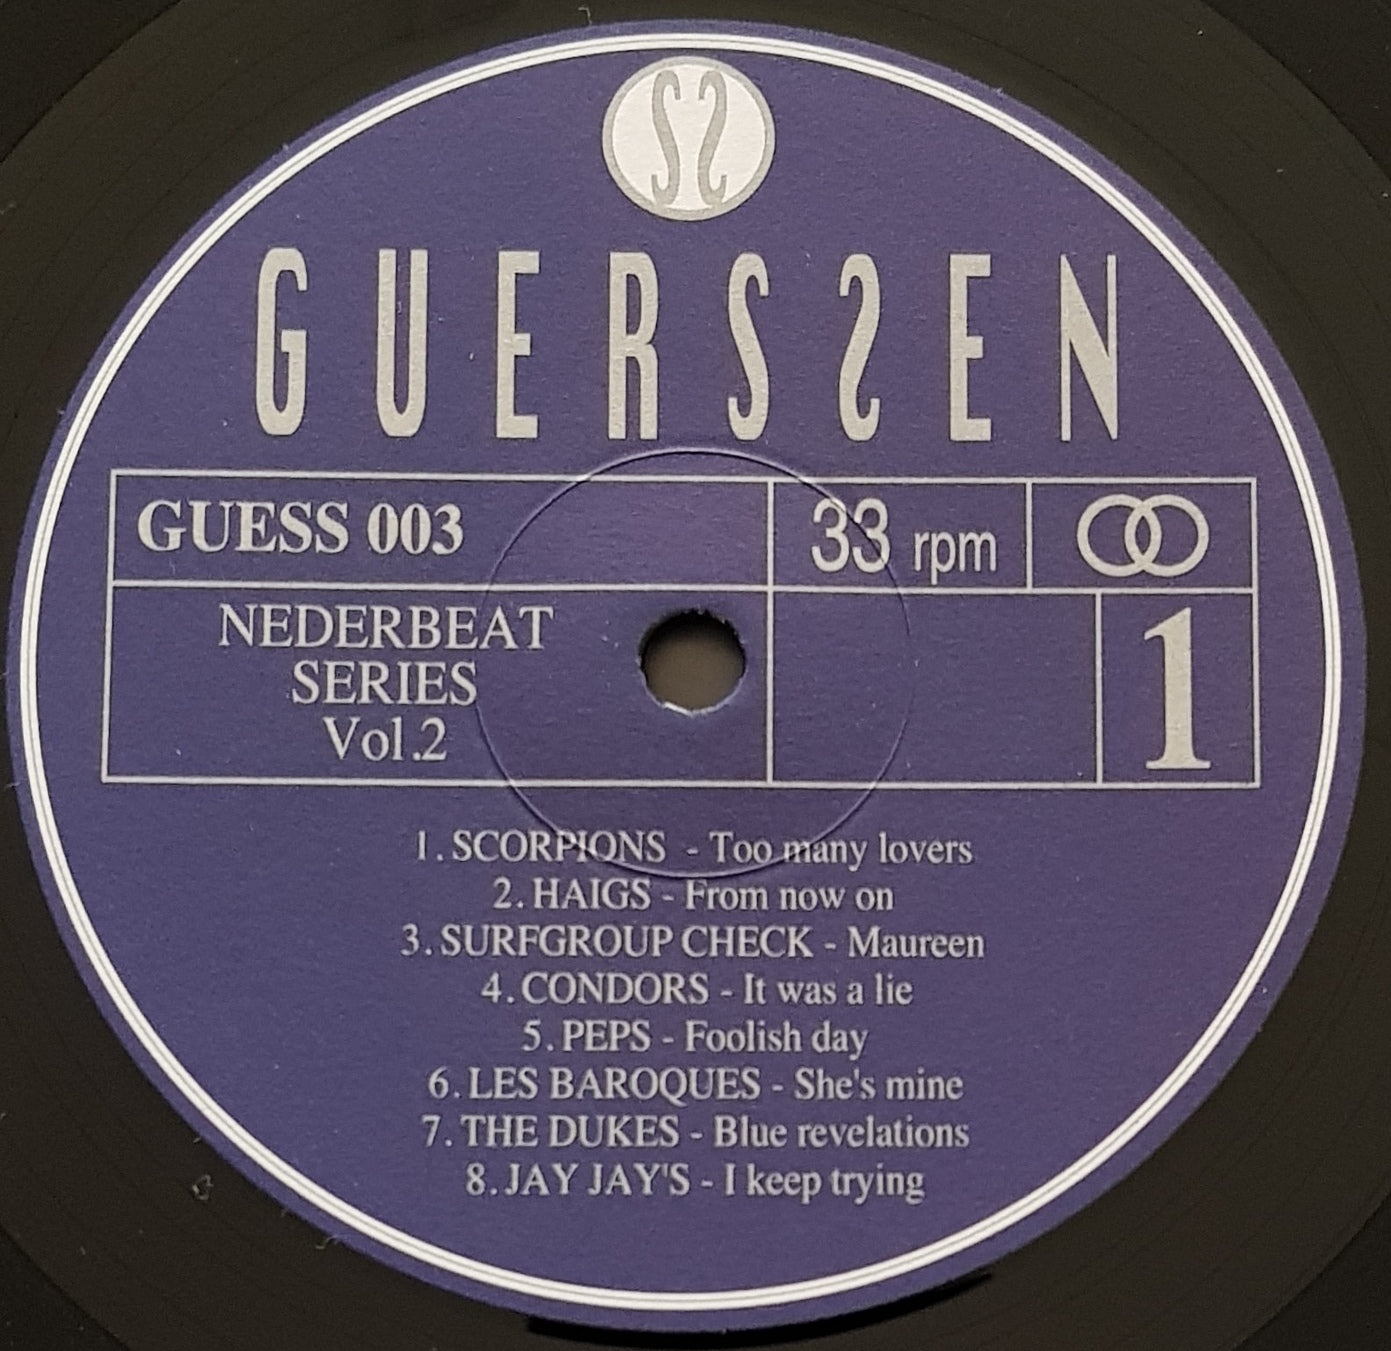 SS
GUERSSEN
GUESS 003
33 rpm
NEDERBEAT
SERIES
Vol.2
1
1. SCORPIONS - Too many lovers
2. HAIGS - From now on
3. SURFGROUP CHECK - Maureen
4. CONDORS - It was a lie
5. PEPS - Foolish day
6. LES BAROQUES - She's mine
7. THE DUKES - Blue revelations
8. JAY JAY'S - I keep trying